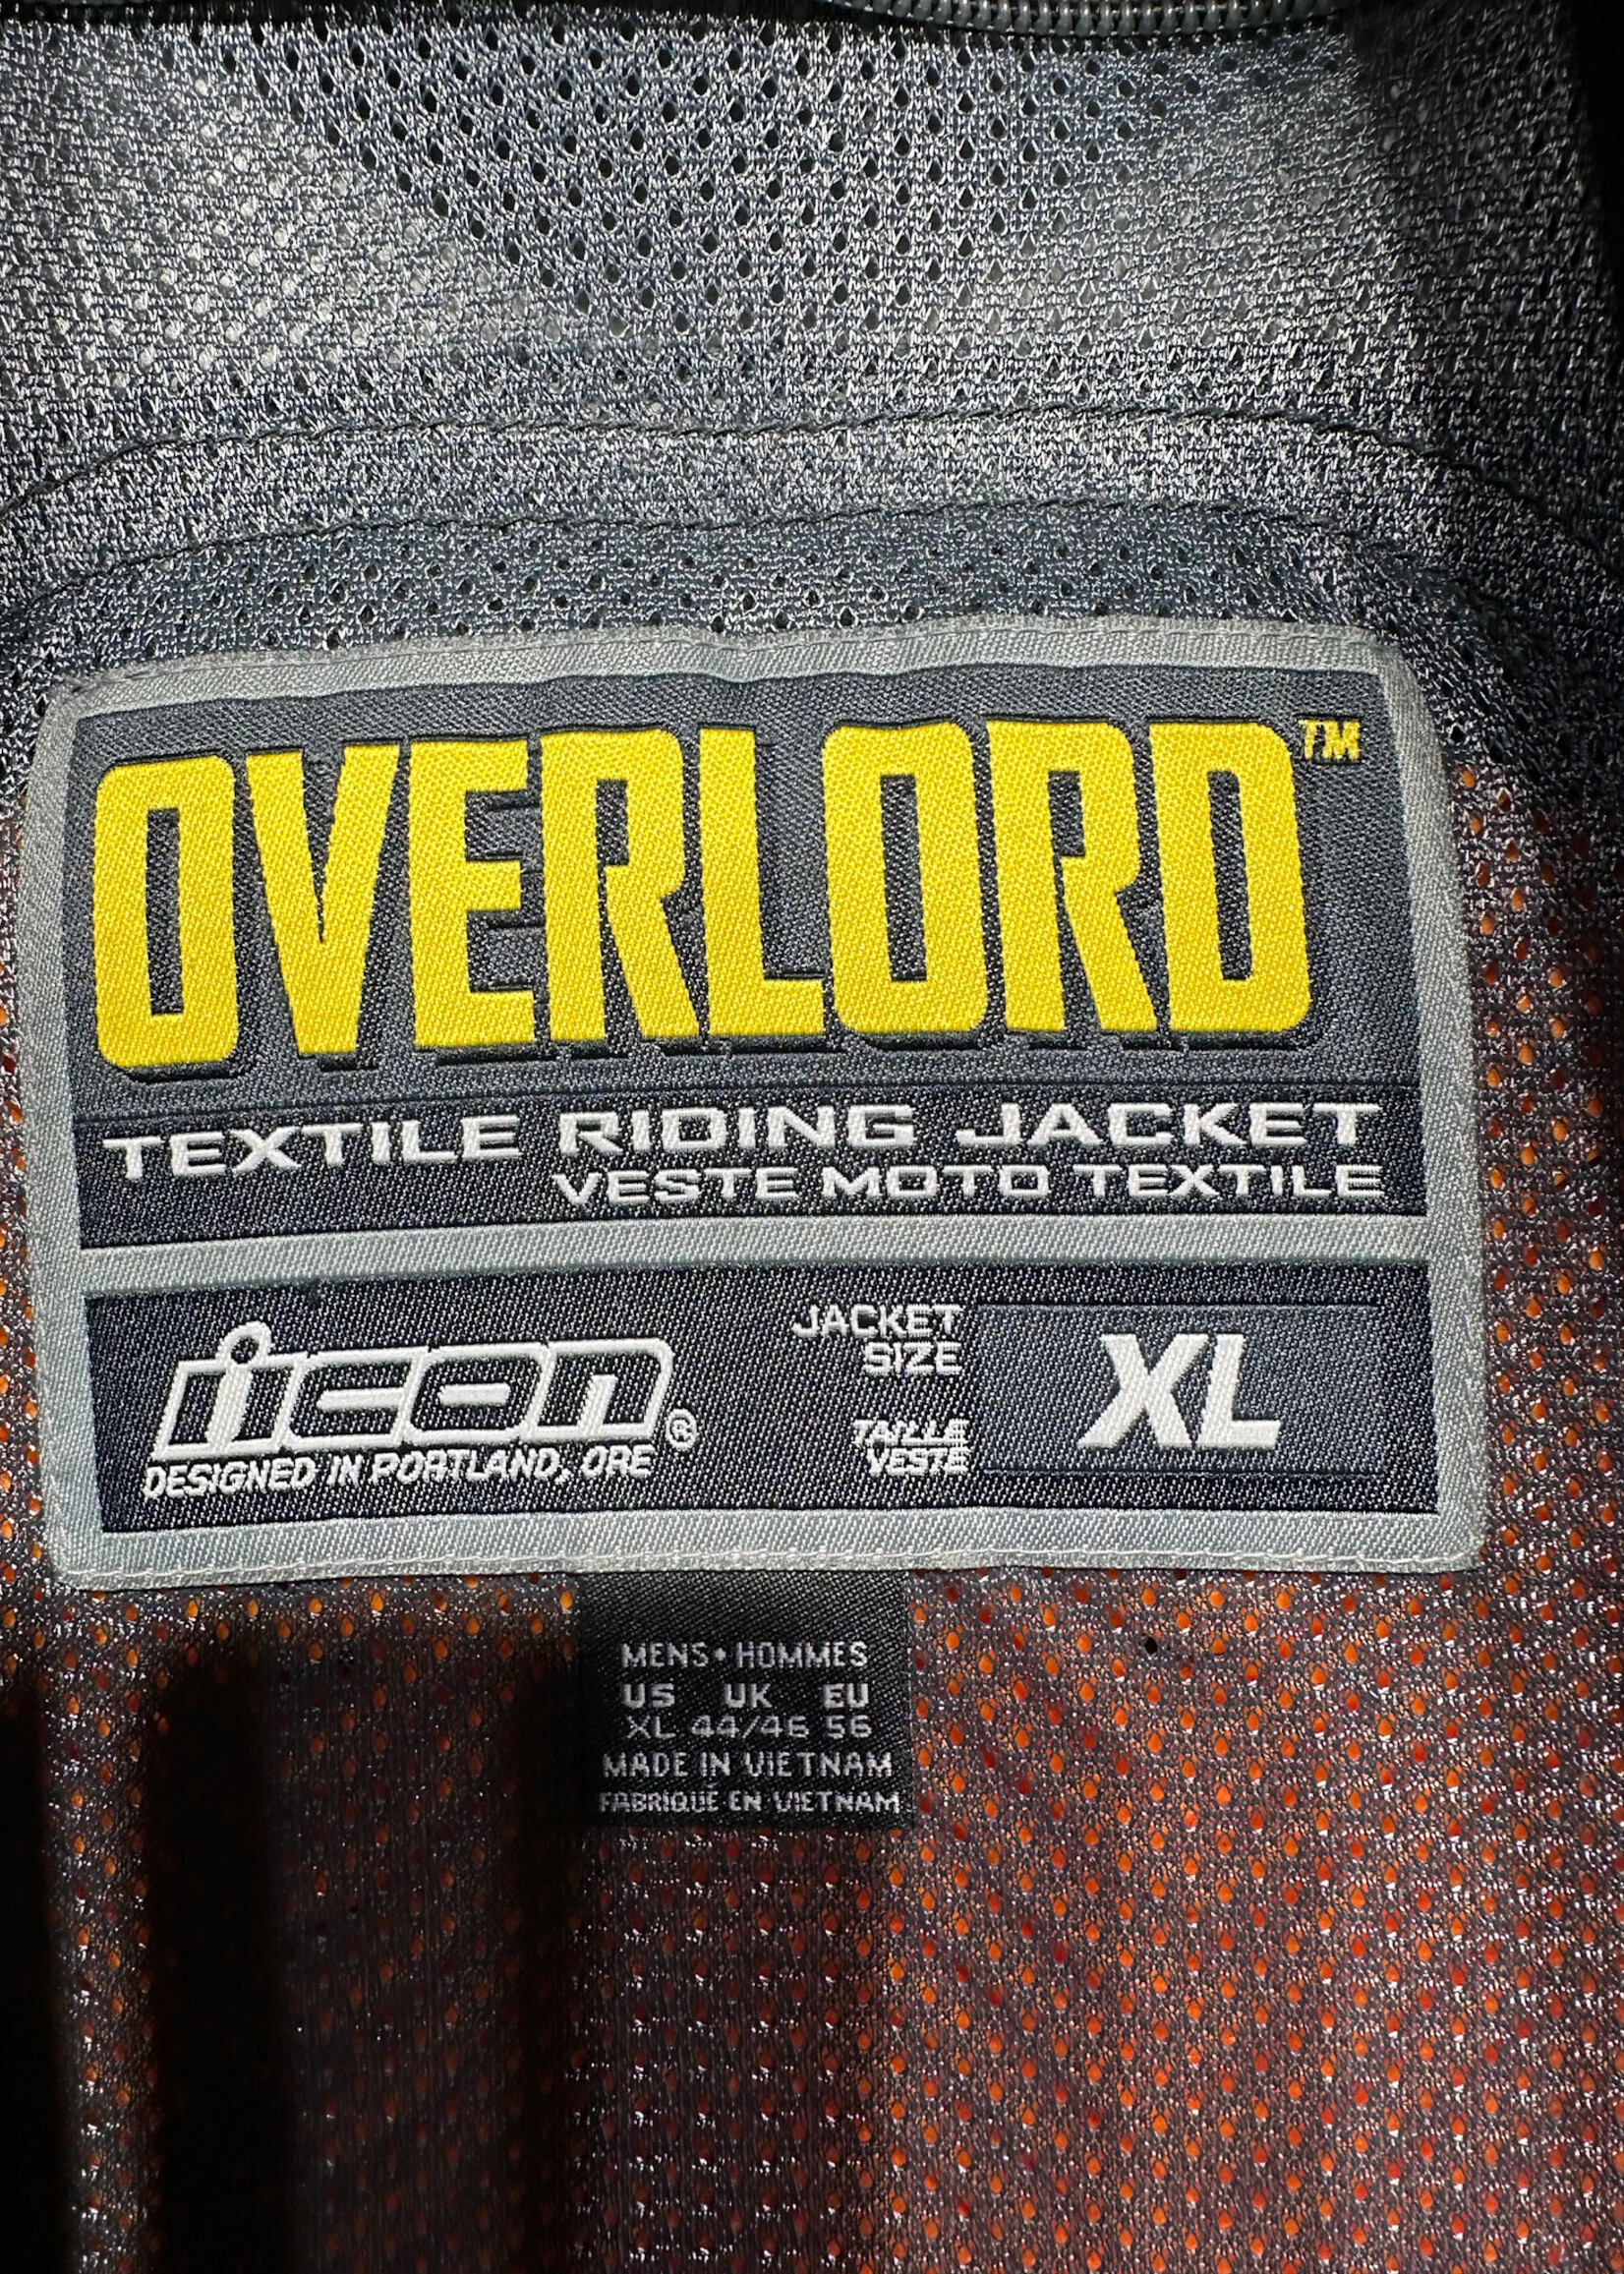 OVERLORD™
TEXTILE RIDING JACKET
VESTE MOTO TEXTILE
icon®
DESIGNED IN PORTLAND, ORE
JACKET
SIZE
TAILLE
VESTE
XL
MENS•HOMMES
US UK EU
XL 44/46 56
MADE IN VIETNAM
FABRIQUÉ EN VIETNAM